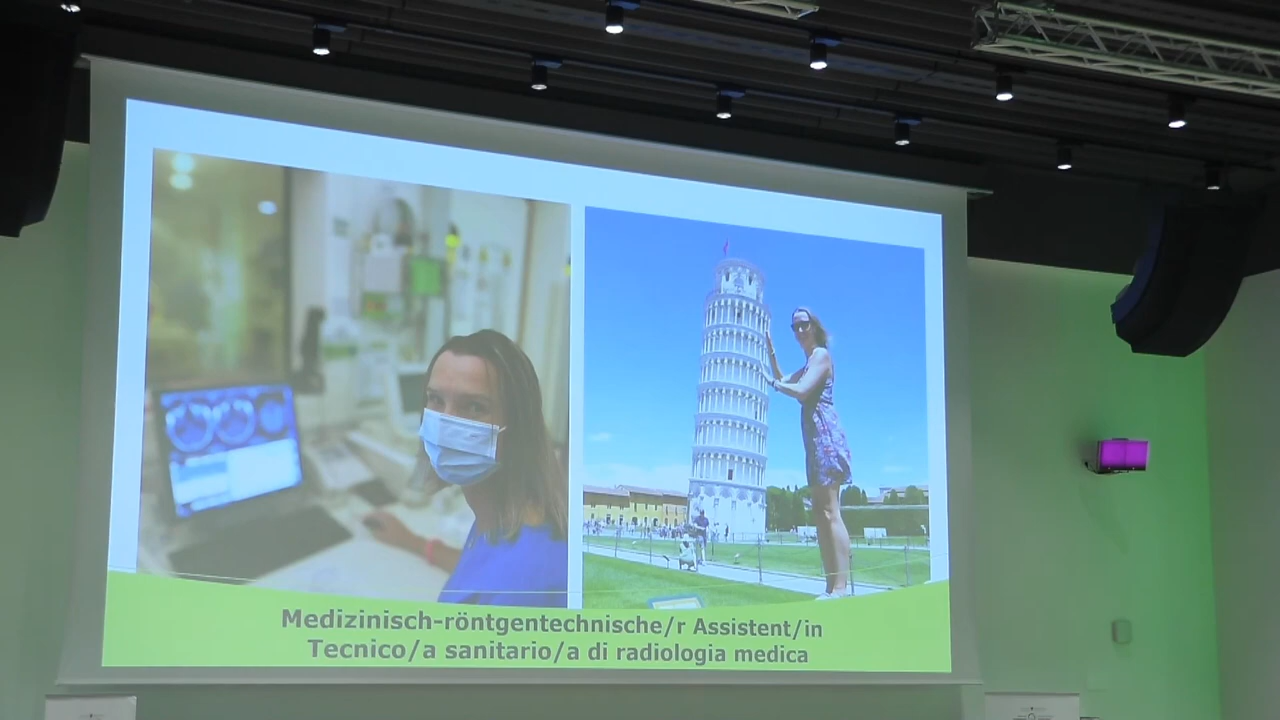 Medizinisch-röntgentechnische/r Assistent/in
Tecnico/a sanitario/a di radiologia medica